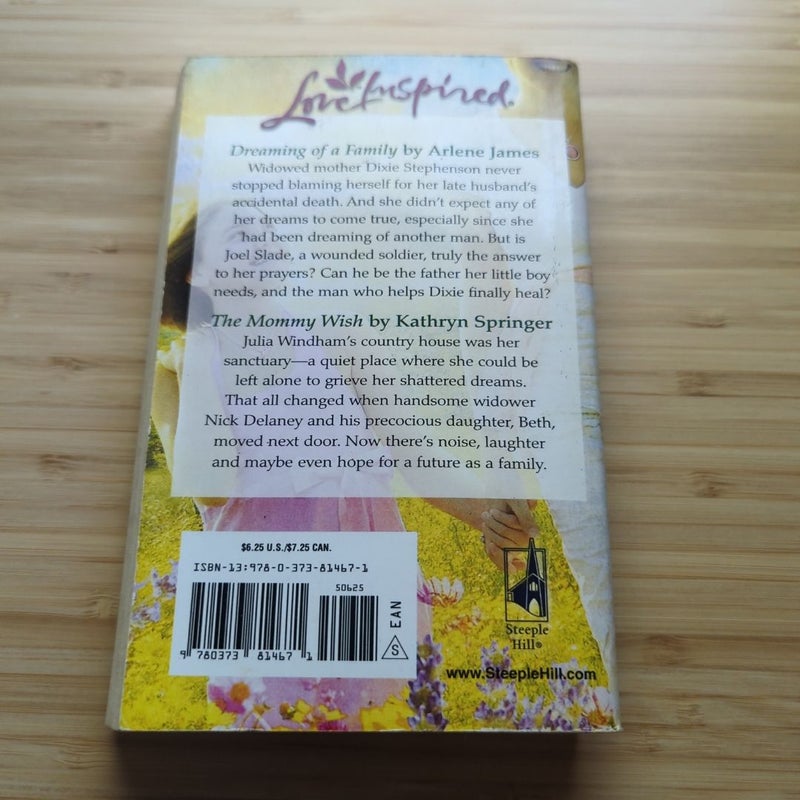 Love Inspired®
Dreaming of a Family by Arlene James
Widowed mother Dixie Stephenson never
stopped blaming herself for her late husband's
accidental death. And she didn't expect any of
her dreams to come true, especially since she
had been dreaming of another man. But is
Joel Slade, a wounded soldier, truly the answer
to her prayers? Can he be the father her little boy
needs, and the man who helps Dixie finally heal?
The Mommy Wish by Kathryn Springer
Julia Windham's country house was her
sanctuary—a quiet place where she could be
left alone to grieve her shattered dreams.
That all changed when handsome widower
Nick Delaney and his precocious daughter, Beth,
moved next door. Now there's noise, laughter
and maybe even hope for a future as a family.
$6.25 U.S./$7.25 CAN.
ISBN-13:978-0-373-81467-1
50625
EAN
S
9 780373 81467 1
Steeple
Hill®
www.SteepleHill.com